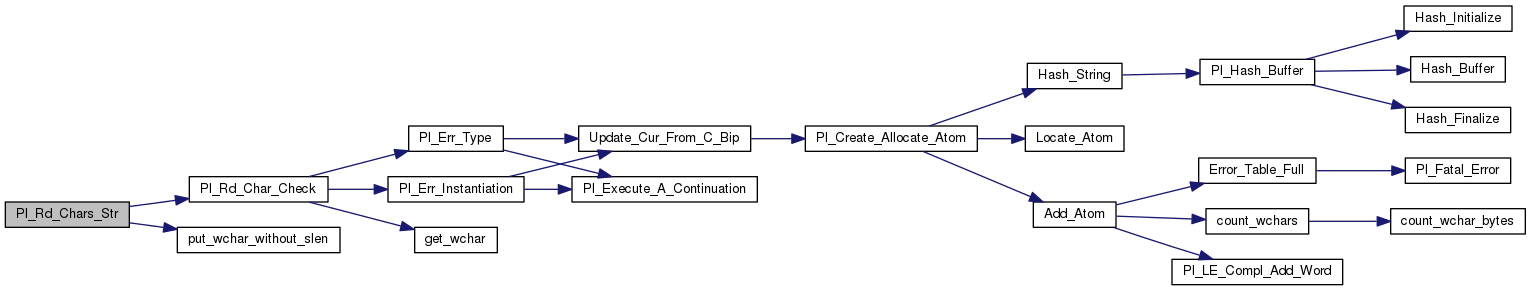 Pl_Rd_Chars_Str
Pl_Rd_Char_Check
put_wchar_without_slen
Pl_Err_Type
Pl_Err_Instantiation
get_wchar
Update_Cur_From_C_Bip
Pl_Execute_A_Continuation
Pl_Create_Allocate_Atom
Hash_String
Locate_Atom
Add_Atom
Pl_Hash_Buffer
Error_Table_Full
count_wchars
Pl_LE_Compl_Add_Word
Hash_Initialize
Hash_Buffer
Hash_Finalize
Pl_Fatal_Error
count_wchar_bytes